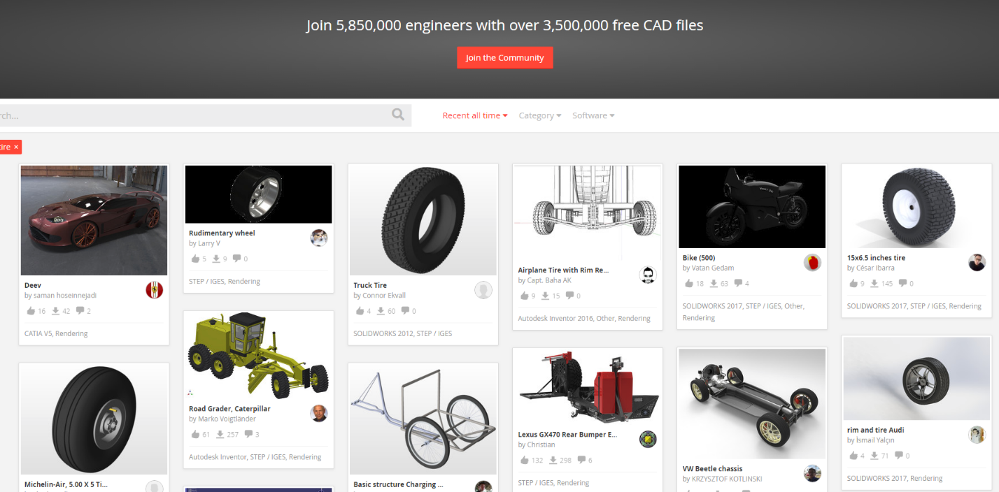 Join 5,850,000 engineers with over 3,500,000 free CAD files
Join the Community
rch...
Recent all time
Category
Software
tire ×
Deev
by saman hoseinnejadi
16 42 2
CATIA V5, Rendering
Rudimentary wheel
by Larry V
5 9 0
STEP / IGES, Rendering
Truck Tire
by Connor Ekvall
4 60 0
SOLIDWORKS 2012, STEP / IGES
Airplane Tire with Rim Re...
by Capt. Baha AK
9 15 0
Autodesk Inventor 2016, Other, Rendering
Bike (500)
by Vatan Gedam
18 63 4
SOLIDWORKS 2017, STEP / IGES, Other,
Rendering
15x6.5 inches tire
by César Ibarra
9 145 0
SOLIDWORKS 2017, STEP / IGES, Rendering
Michelin-Air, 5.00 X 5 Ti...
Road Grader, Caterpillar
by Marko Voigtländer
61 257 3
Autodesk Inventor, STEP / IGES, Rendering
Basic structure Charging ...
Lexus GX470 Rear Bumper E...
by Christian
132 298 6
STEP / IGES, Rendering
VW Beetle chassis
by KRZYSZTOF KOTLINSKI
rim and tire Audi
by İsmail Yalçın
4 71 0
SOLIDWORKS 2017, Rendering